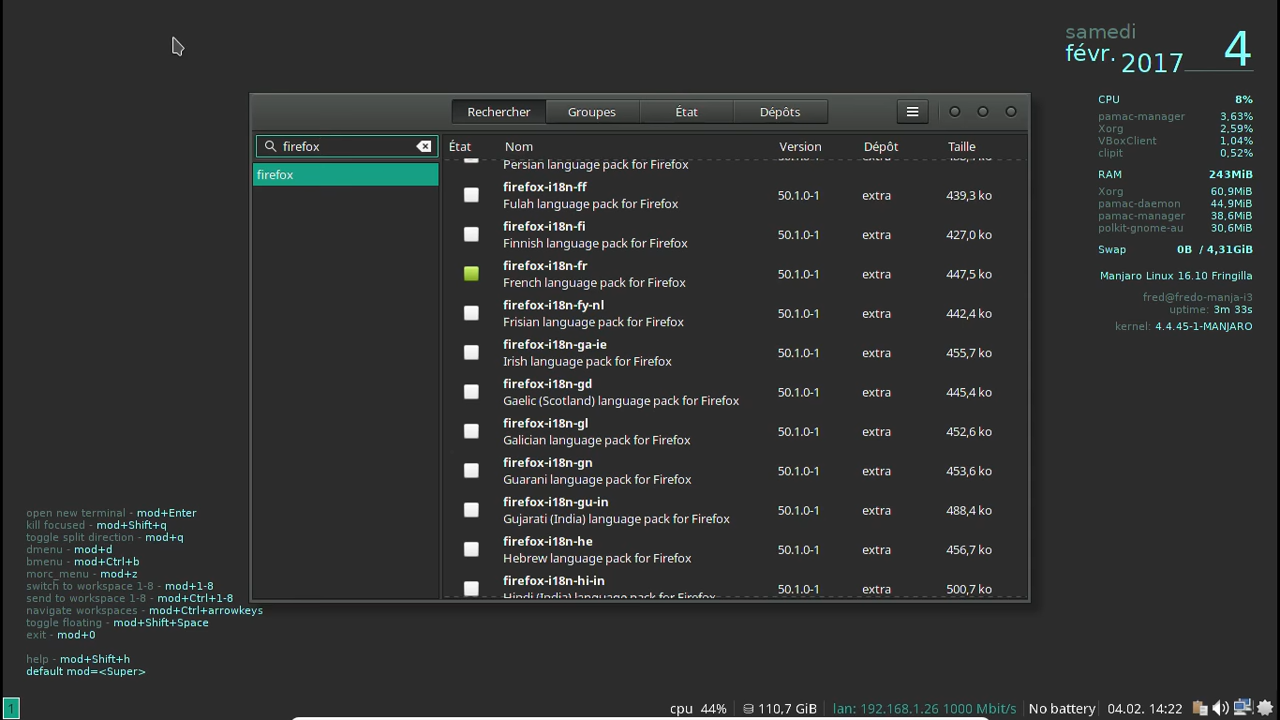 samedi
févr. 2017 4
CPU 8%
pamac-manager 3,63%
Xorg 2,59%
VBoxClient 1,04%
clipit 0,52%
RAM 243MiB
Xorg 60,9MiB
pamac-daemon 44,9MiB
pamac-manager 38,6MiB
polkit-gnome-au 30,6MiB
Swap 0B / 4,31GiB
Manjaro Linux 16.10 Fringilla
fred@fredo-manja-i3
uptime: 3m 33s
kernel: 4.4.45-1-MANJARO
Rechercher Groupes État Dépôts
firefox
firefox
État Nom Version Dépôt Taille
Persian language pack for Firefox
firefox-i18n-ff
Fulah language pack for Firefox
50.1.0-1 extra 439,3 ko
firefox-i18n-fi
Finnish language pack for Firefox
50.1.0-1 extra 427,0 ko
firefox-i18n-fr
French language pack for Firefox
50.1.0-1 extra 447,5 ko
firefox-i18n-fy-nl
Frisian language pack for Firefox
50.1.0-1 extra 442,4 ko
firefox-i18n-ga-ie
Irish language pack for Firefox
50.1.0-1 extra 455,7 ko
firefox-i18n-gd
Gaelic (Scotland) language pack for Firefox
50.1.0-1 extra 445,4 ko
firefox-i18n-gl
Galician language pack for Firefox
50.1.0-1 extra 452,6 ko
firefox-i18n-gn
Guarani language pack for Firefox
50.1.0-1 extra 453,6 ko
firefox-i18n-gu-in
Gujarati (India) language pack for Firefox
50.1.0-1 extra 488,4 ko
firefox-i18n-he
Hebrew language pack for Firefox
50.1.0-1 extra 456,7 ko
firefox-i18n-hi-in
Hindi (India) language pack for Firefox
50.1.0-1 extra 500,7 ko
open new terminal - mod+Enter
kill focused - mod+Shift+q
toggle split direction - mod+q
dmenu - mod+d
bmenu - mod+Ctrl+b
morc_menu - mod+z
switch to workspace 1-8 - mod+1-8
send to workspace 1-8 - mod+Ctrl+1-8
navigate workspaces - mod+Ctrl+arrowkeys
toggle floating - mod+Shift+Space
exit - mod+0
help - mod+Shift+h
default mod=<Super>
1
cpu 44% 110,7 GiB lan: 192.168.1.26 1000 Mbit/s No battery 04.02. 14:22